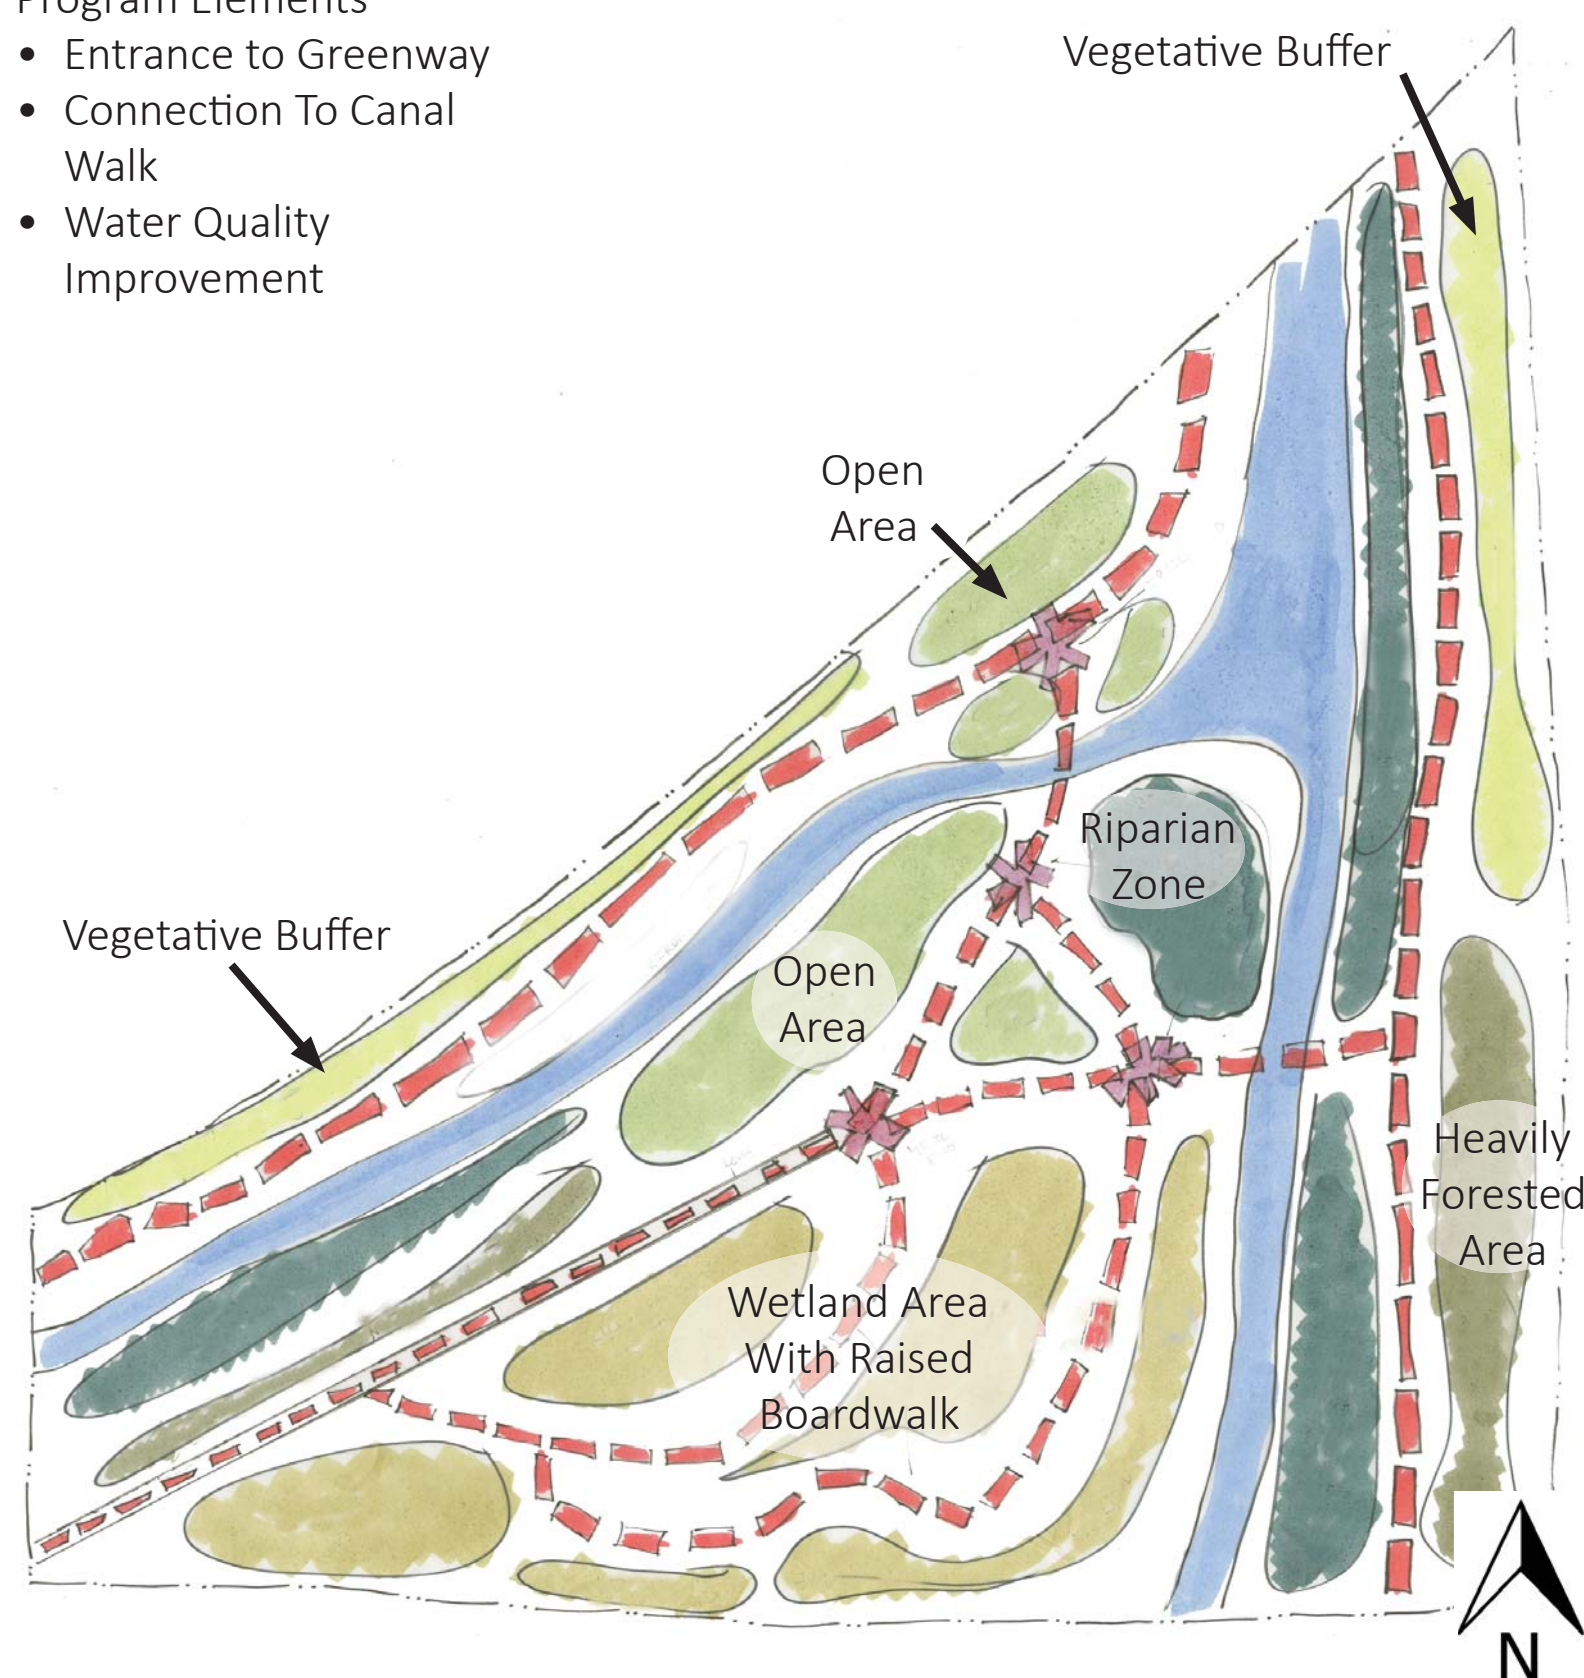 Program Elements
• Entrance to Greenway
• Connection To Canal
Walk
• Water Quality
Improvement
Vegetative Buffer
Open
Area
Riparian
Zone
Vegetative Buffer
Open
Area
Heavily
Forested
Area
Wetland Area
With Raised
Boardwalk
N